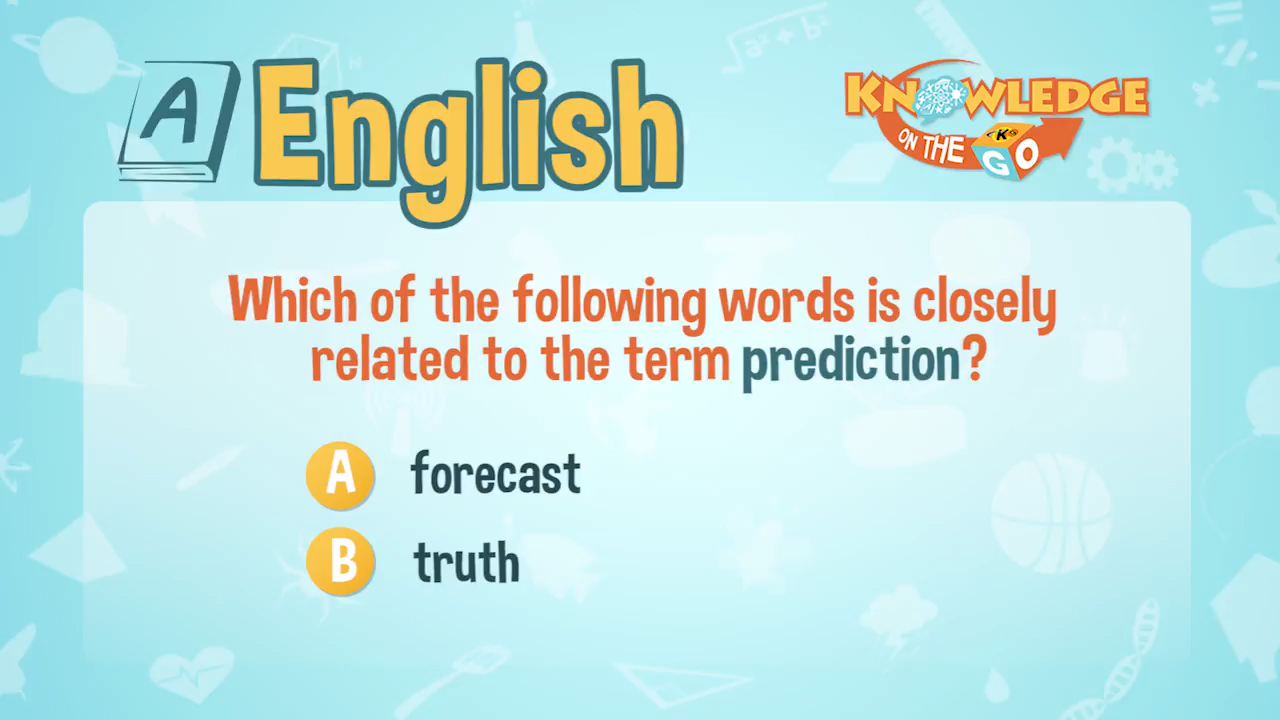 A English
KNOWLEDGE
ON THE GO
Which of the following words is closely
related to the term prediction?
A forecast
B truth